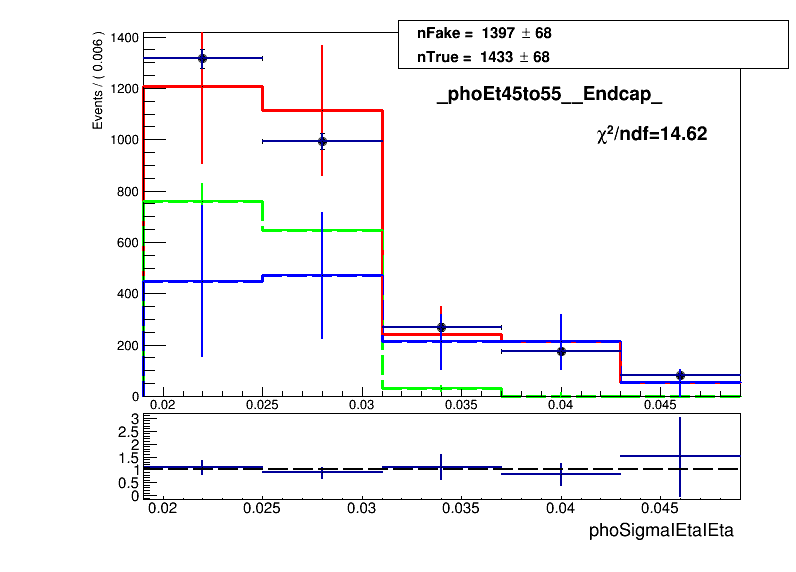 nFake = 1397 ± 68
nTrue = 1433 ± 68
_phoEt45to55__Endcap_
χ²/ndf=14.62
Events / ( 0.006 )
1400
1200
1000
800
600
400
200
0
0.02 0.025 0.03 0.035 0.04 0.045
3
2.5
2
1.5
1
0.5
0
0.02 0.025 0.03 0.035 0.04 0.045
phoSigmaIEtaIEta